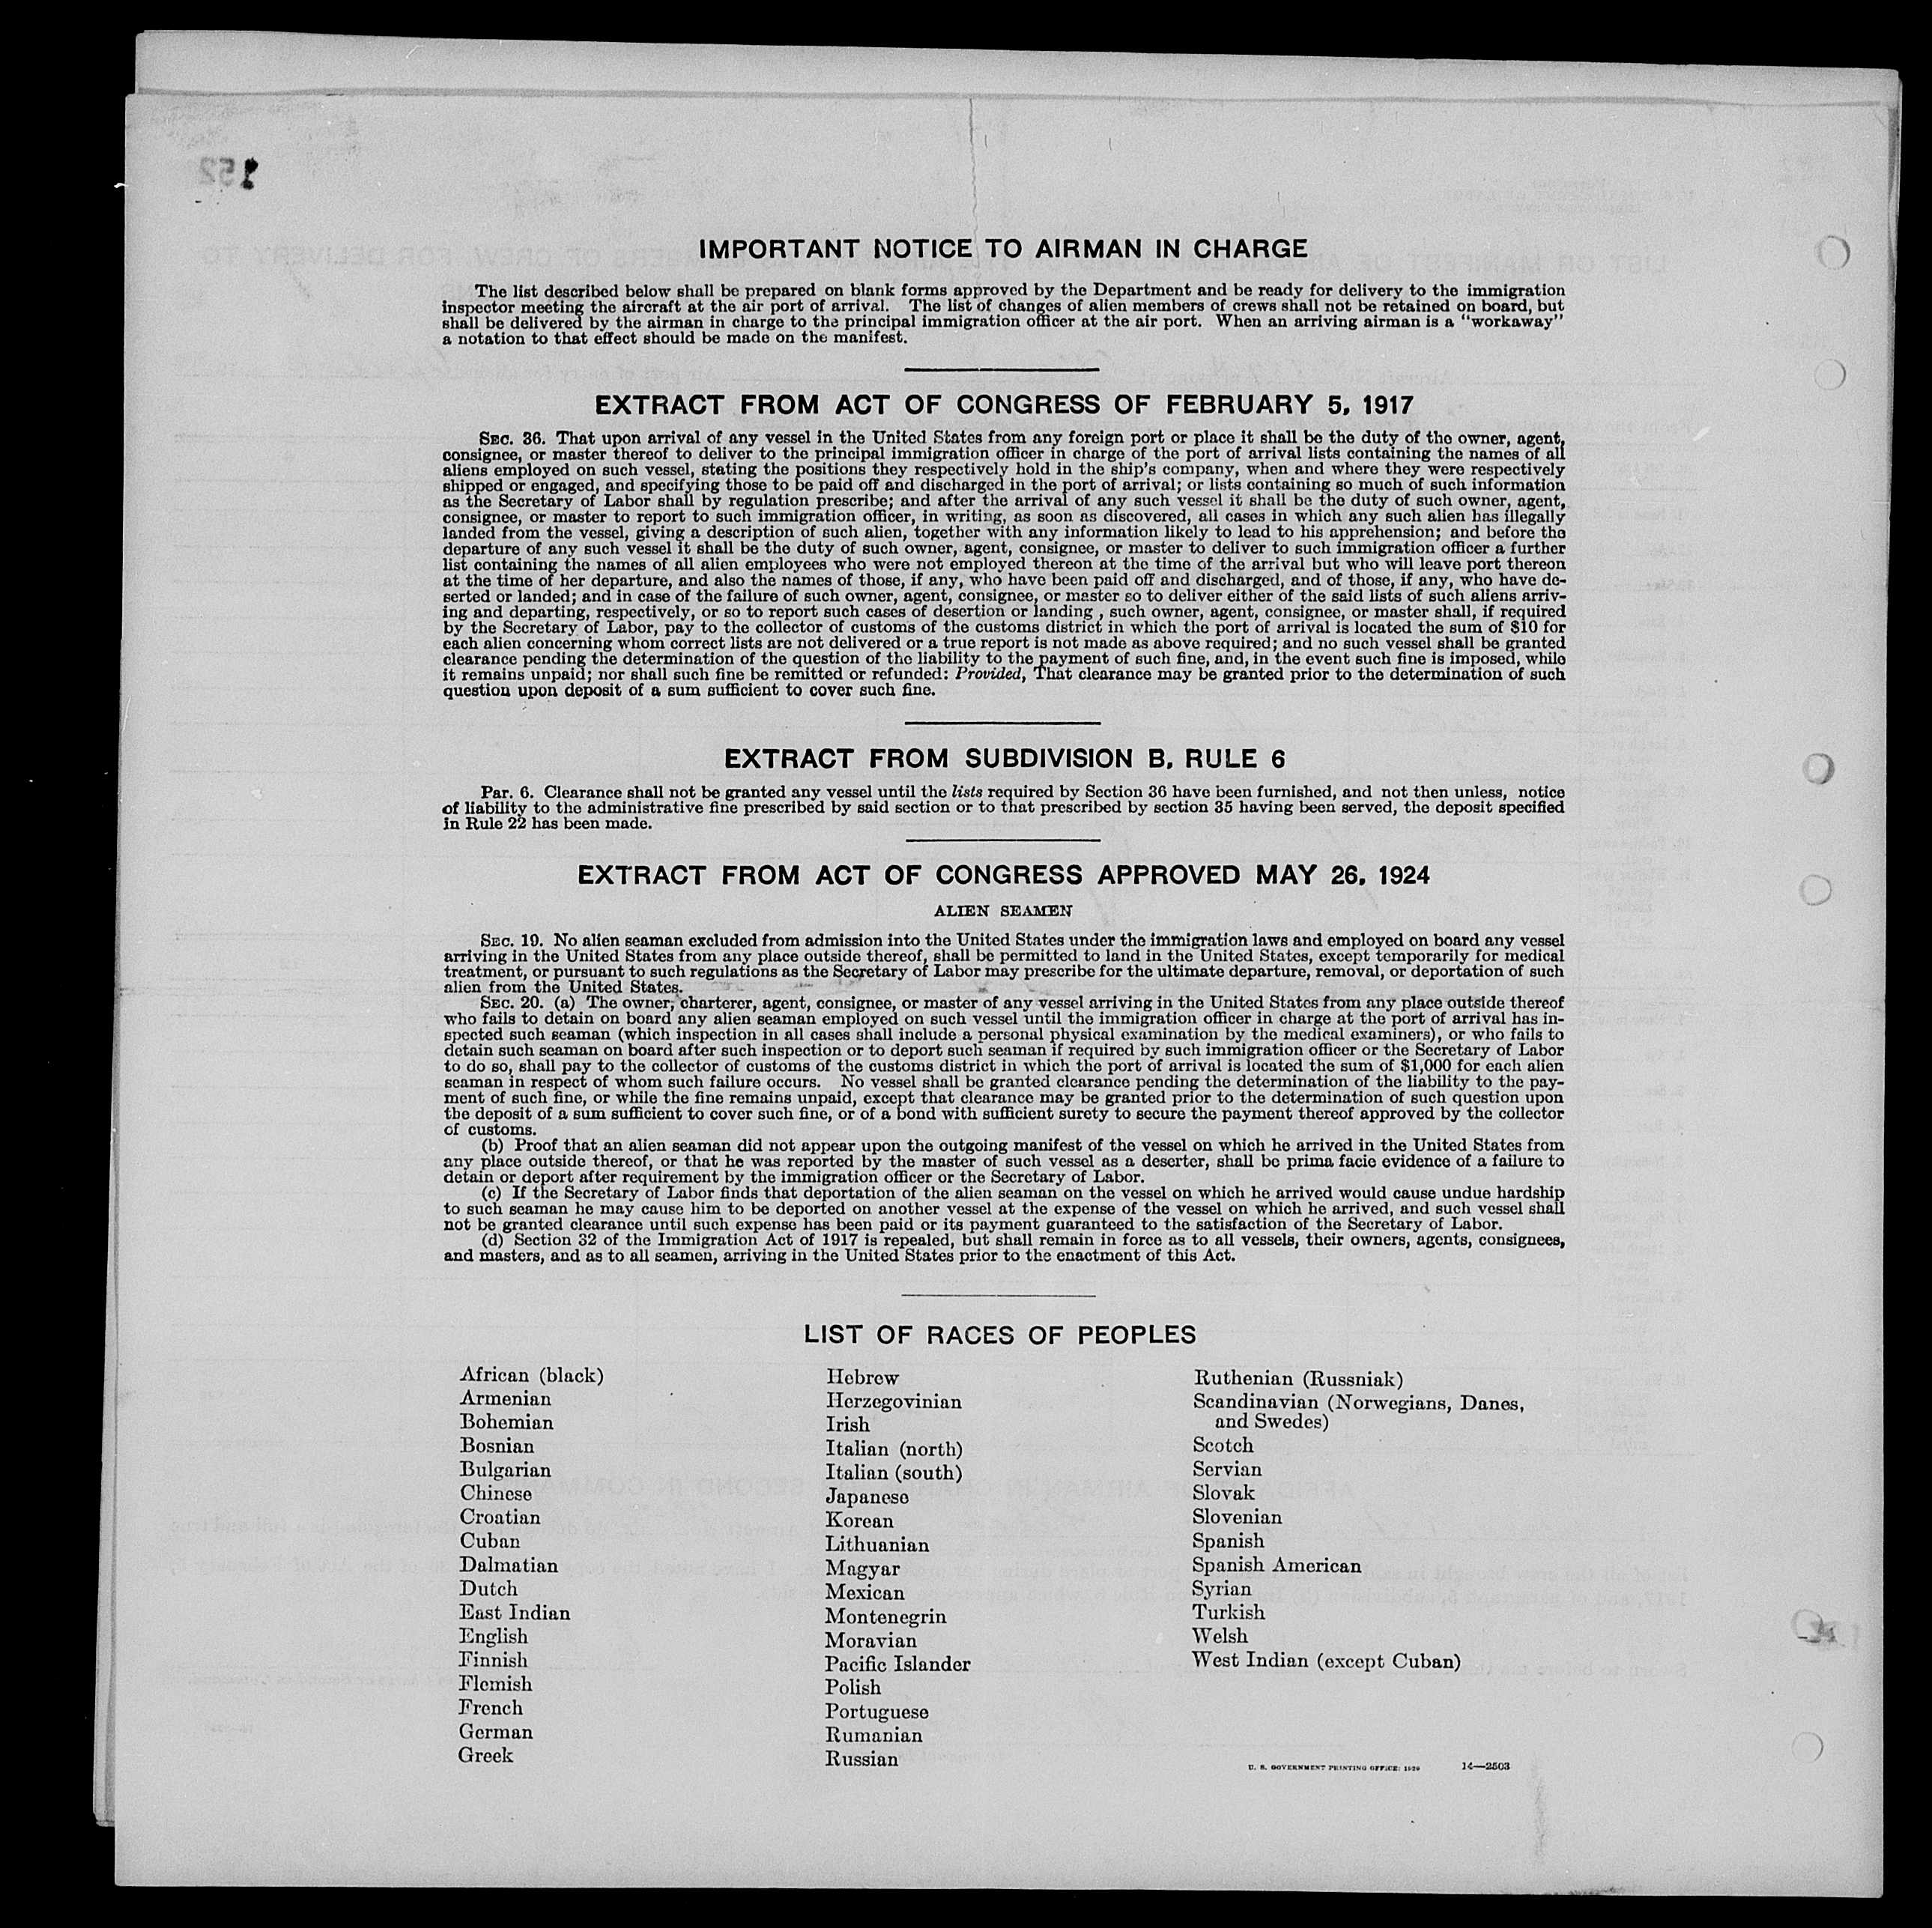 152
IMPORTANT NOTICE TO AIRMAN IN CHARGE
The list described below shall be prepared on blank forms approved by the Department and be ready for delivery to the immigration
inspector meeting the aircraft at the air port of arrival. The list of changes of alien members of crews shall not be retained on board, but
shall be delivered by the airman in charge to the principal immigration officer at the air port. When an arriving airman is a "workaway"
a notation to that effect should be made on the manifest.
EXTRACT FROM ACT OF CONGRESS OF FEBRUARY 5, 1917
SEC. 36. That upon arrival of any vessel in the United States from any foreign port or place it shall be the duty of the owner, agent,
consignee, or master thereof to deliver to the principal immigration officer in charge of the port of arrival lists containing the names of all
aliens employed on such vessel, stating the positions they respectively hold in the ship's company, when and where they were respectively
shipped or engaged, and specifying those to be paid off and discharged in the port of arrival; or lists containing so much of such information
as the Secretary of Labor shall by regulation prescribe; and after the arrival of any such vessel it shall be the duty of such owner, agent,
consignee, or master to report to such immigration officer, in writing, as soon as discovered, all cases in which any such alien has illegally
landed from the vessel, giving a description of such alien, together with any information likely to lead to his apprehension; and before the
departure of any such vessel it shall be the duty of such owner, agent, consignee, or master to deliver to such immigration officer a further
list containing the names of all alien employees who were not employed thereon at the time of the arrival but who will leave port thereon
at the time of her departure, and also the names of those, if any, who have been paid off and discharged, and of those, if any, who have de-
serted or landed; and in case of the failure of such owner, agent, consignee, or master so to deliver either of the said lists of such aliens arriv-
ing and departing, respectively, or so to report such cases of desertion or landing , such owner, agent, consignee, or master shall, if required
by the Secretary of Labor, pay to the collector of customs of the customs district in which the port of arrival is located the sum of $10 for
each alien concerning whom correct lists are not delivered or a true report is not made as above required; and no such vessel shall be granted
clearance pending the determination of the question of the liability to the payment of such fine, and, in the event such fine is imposed, while
it remains unpaid; nor shall such fine be remitted or refunded: Provided, That clearance may be granted prior to the determination of such
question upon deposit of a sum sufficient to cover such fine.
EXTRACT FROM SUBDIVISION B, RULE 6
Par. 6. Clearance shall not be granted any vessel until the lists required by Section 36 have been furnished, and not then unless, notice
of liability to the administrative fine prescribed by said section or to that prescribed by section 35 having been served, the deposit specified
in Rule 22 has been made.
EXTRACT FROM ACT OF CONGRESS APPROVED MAY 26, 1924
ALIEN SEAMEN
SEC. 19. No alien seaman excluded from admission into the United States under the immigration laws and employed on board any vessel
arriving in the United States from any place outside thereof, shall be permitted to land in the United States, except temporarily for medical
treatment, or pursuant to such regulations as the Secretary of Labor may prescribe for the ultimate departure, removal, or deportation of such
alien from the United States.
SEC. 20. (a) The owner, charterer, agent, consignee, or master of any vessel arriving in the United States from any place outside thereof
who fails to detain on board any alien seaman employed on such vessel until the immigration officer in charge at the port of arrival has in-
spected such seaman (which inspection in all cases shall include a personal physical examination by the medical examiners), or who fails to
detain such seaman on board after such inspection or to deport such seaman if required by such immigration officer or the Secretary of Labor
to do so, shall pay to the collector of customs of the customs district in which the port of arrival is located the sum of $1,000 for each alien
seaman in respect of whom such failure occurs. No vessel shall be granted clearance pending the determination of the liability to the pay-
ment of such fine, or while the fine remains unpaid, except that clearance may be granted prior to the determination of such question upon
the deposit of a sum sufficient to cover such fine, or of a bond with sufficient surety to secure the payment thereof approved by the collector
of customs.
(b) Proof that an alien seaman did not appear upon the outgoing manifest of the vessel on which he arrived in the United States from
any place outside thereof, or that he was reported by the master of such vessel as a deserter, shall be prima facie evidence of a failure to
detain or deport after requirement by the immigration officer or the Secretary of Labor.
(c) If the Secretary of Labor finds that deportation of the alien seaman on the vessel on which he arrived would cause undue hardship
to such seaman he may cause him to be deported on another vessel at the expense of the vessel on which he arrived, and such vessel shall
not be granted clearance until such expense has been paid or its payment guaranteed to the satisfaction of the Secretary of Labor.
(d) Section 32 of the Immigration Act of 1917 is repealed, but shall remain in force as to all vessels, their owners, agents, consignees,
and masters, and as to all seamen, arriving in the United States prior to the enactment of this Act.
LIST OF RACES OF PEOPLES
African (black)
Armenian
Bohemian
Bosnian
Bulgarian
Chinese
Croatian
Cuban
Dalmatian
Dutch
East Indian
English
Finnish
Flemish
French
German
Greek
Hebrew
Herzegovinian
Irish
Italian (north)
Italian (south)
Japanese
Korean
Lithuanian
Magyar
Mexican
Montenegrin
Moravian
Pacific Islander
Polish
Portuguese
Rumanian
Russian
Ruthenian (Russniak)
Scandinavian (Norwegians, Danes,
and Swedes)
Scotch
Servian
Slovak
Slovenian
Spanish
Spanish American
Syrian
Turkish
Welsh
West Indian (except Cuban)
U. S. GOVERNMENT PRINTING OFFICE: 1929 14—2503